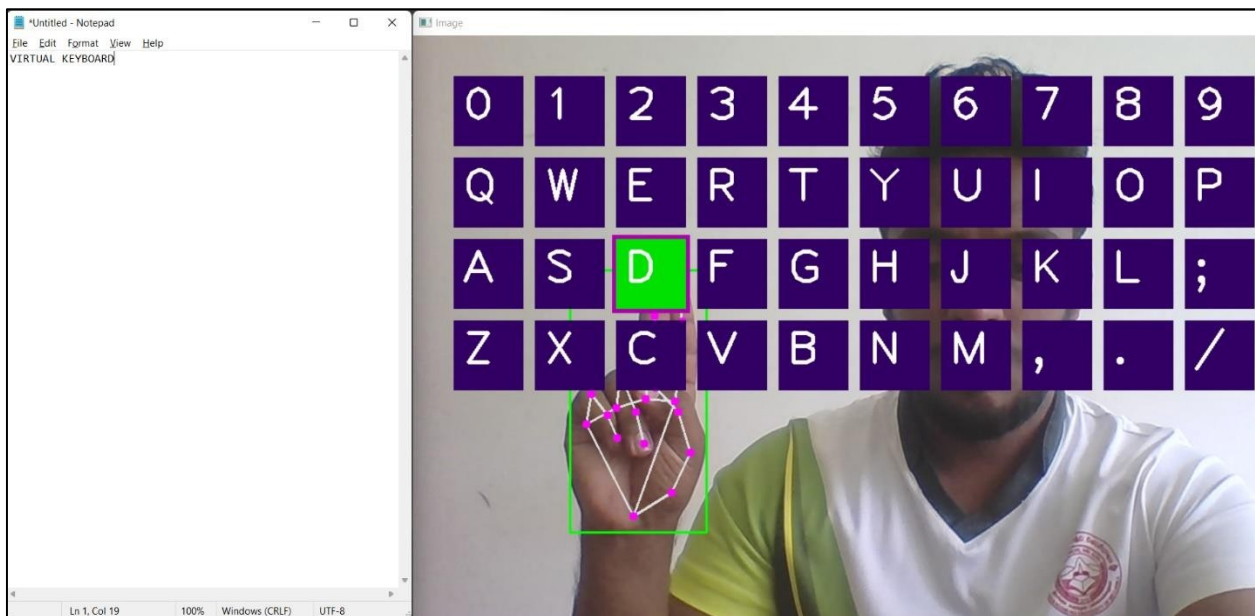 *Untitled - Notepad
File Edit Format View Help
VIRTUAL KEYBOARD
Ln 1, Col 19 100% Windows (CRLF) UTF-8
Image
0 1 2 3 4 5 6 7 8 9
Q W E R T Y U I O P
A S D F G H J K L ;
Z X C V B N M , . /